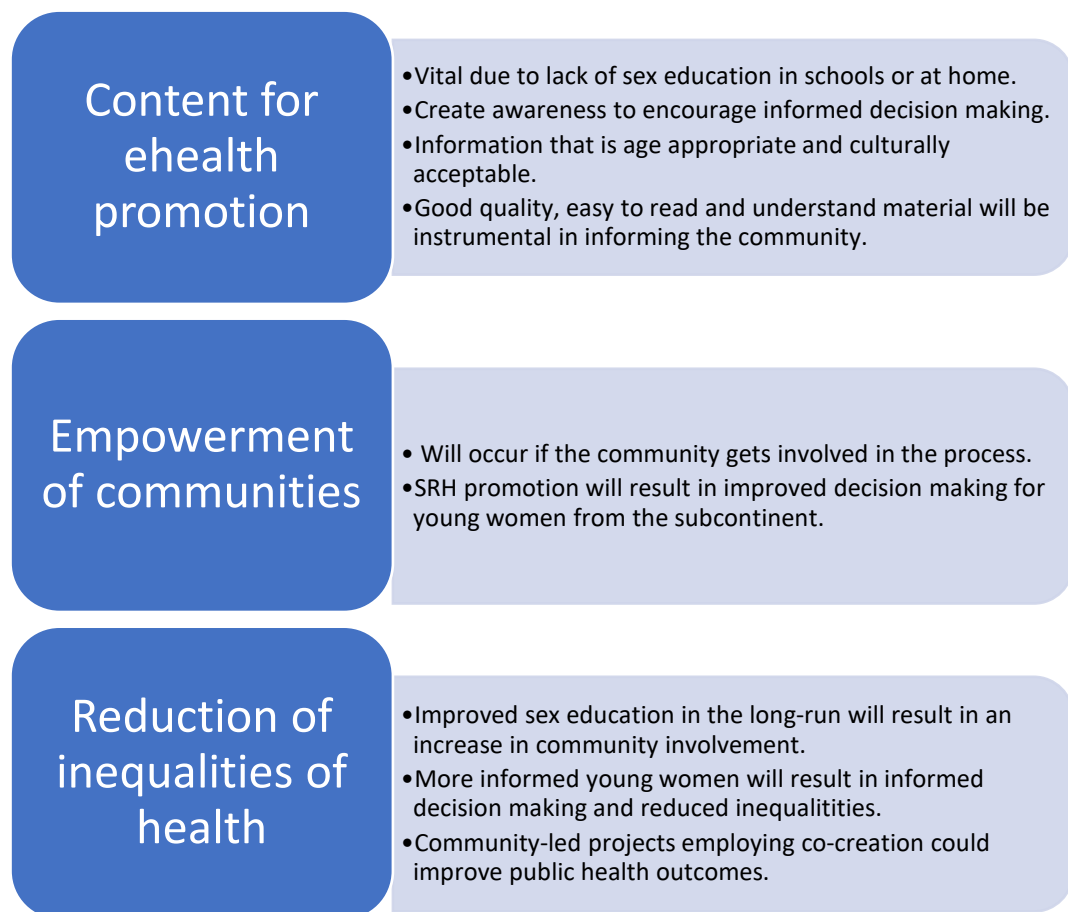 Content for
ehealth
promotion
•Vital due to lack of sex education in schools or at home.
•Create awareness to encourage informed decision making.
•Information that is age appropriate and culturally
acceptable.
•Good quality, easy to read and understand material will be
instrumental in informing the community.
Empowerment
of communities
• Will occur if the community gets involved in the process.
•SRH promotion will result in improved decision making for
young women from the subcontinent.
Reduction of
inequalities of
health
•Improved sex education in the long-run will result in an
increase in community involvement.
•More informed young women will result in informed
decision making and reduced inequalitities.
•Community-led projects employing co-creation could
improve public health outcomes.